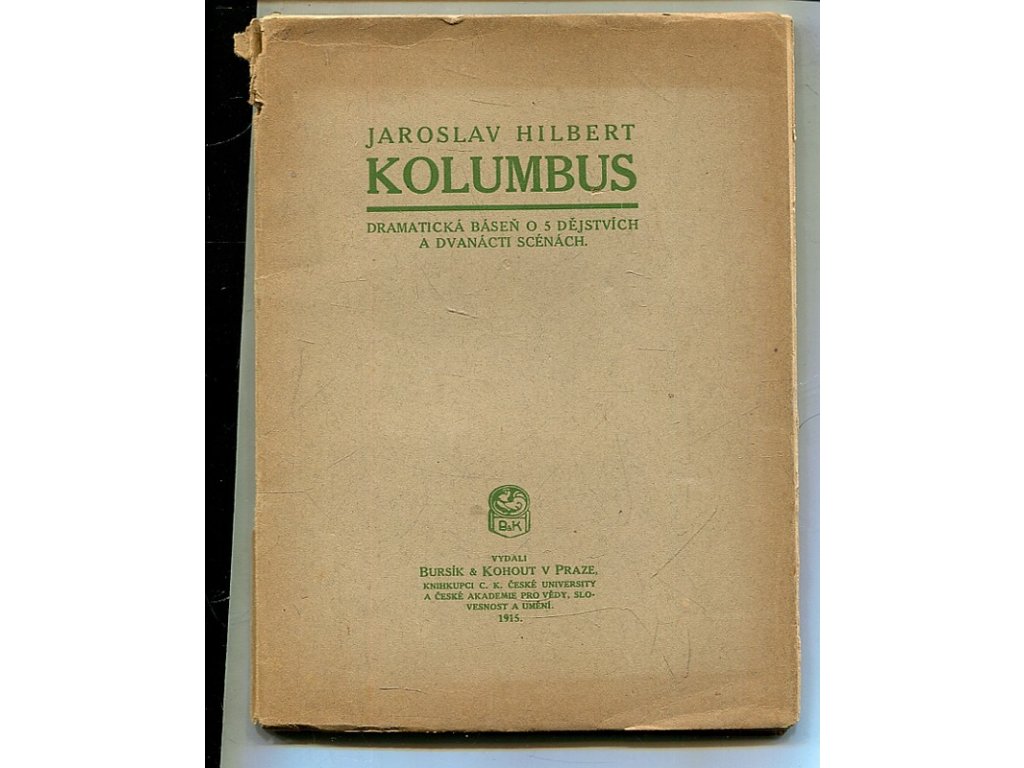 JAROSLAV HILBERT
KOLUMBUS
DRAMATICKÁ BÁSEŇ O 5 DĚJSTVÍCH
A DVANÁCTI SCÉNÁCH.
B&K
VYDALI
BURSÍK & KOHOUT V PRAZE,
KNIHKUPCI C. K. ČESKÉ UNIVERSITY
A ČESKÉ AKADEMIE PRO VĚDY, SLO-
VESNOST A UMĚNÍ.
1915.